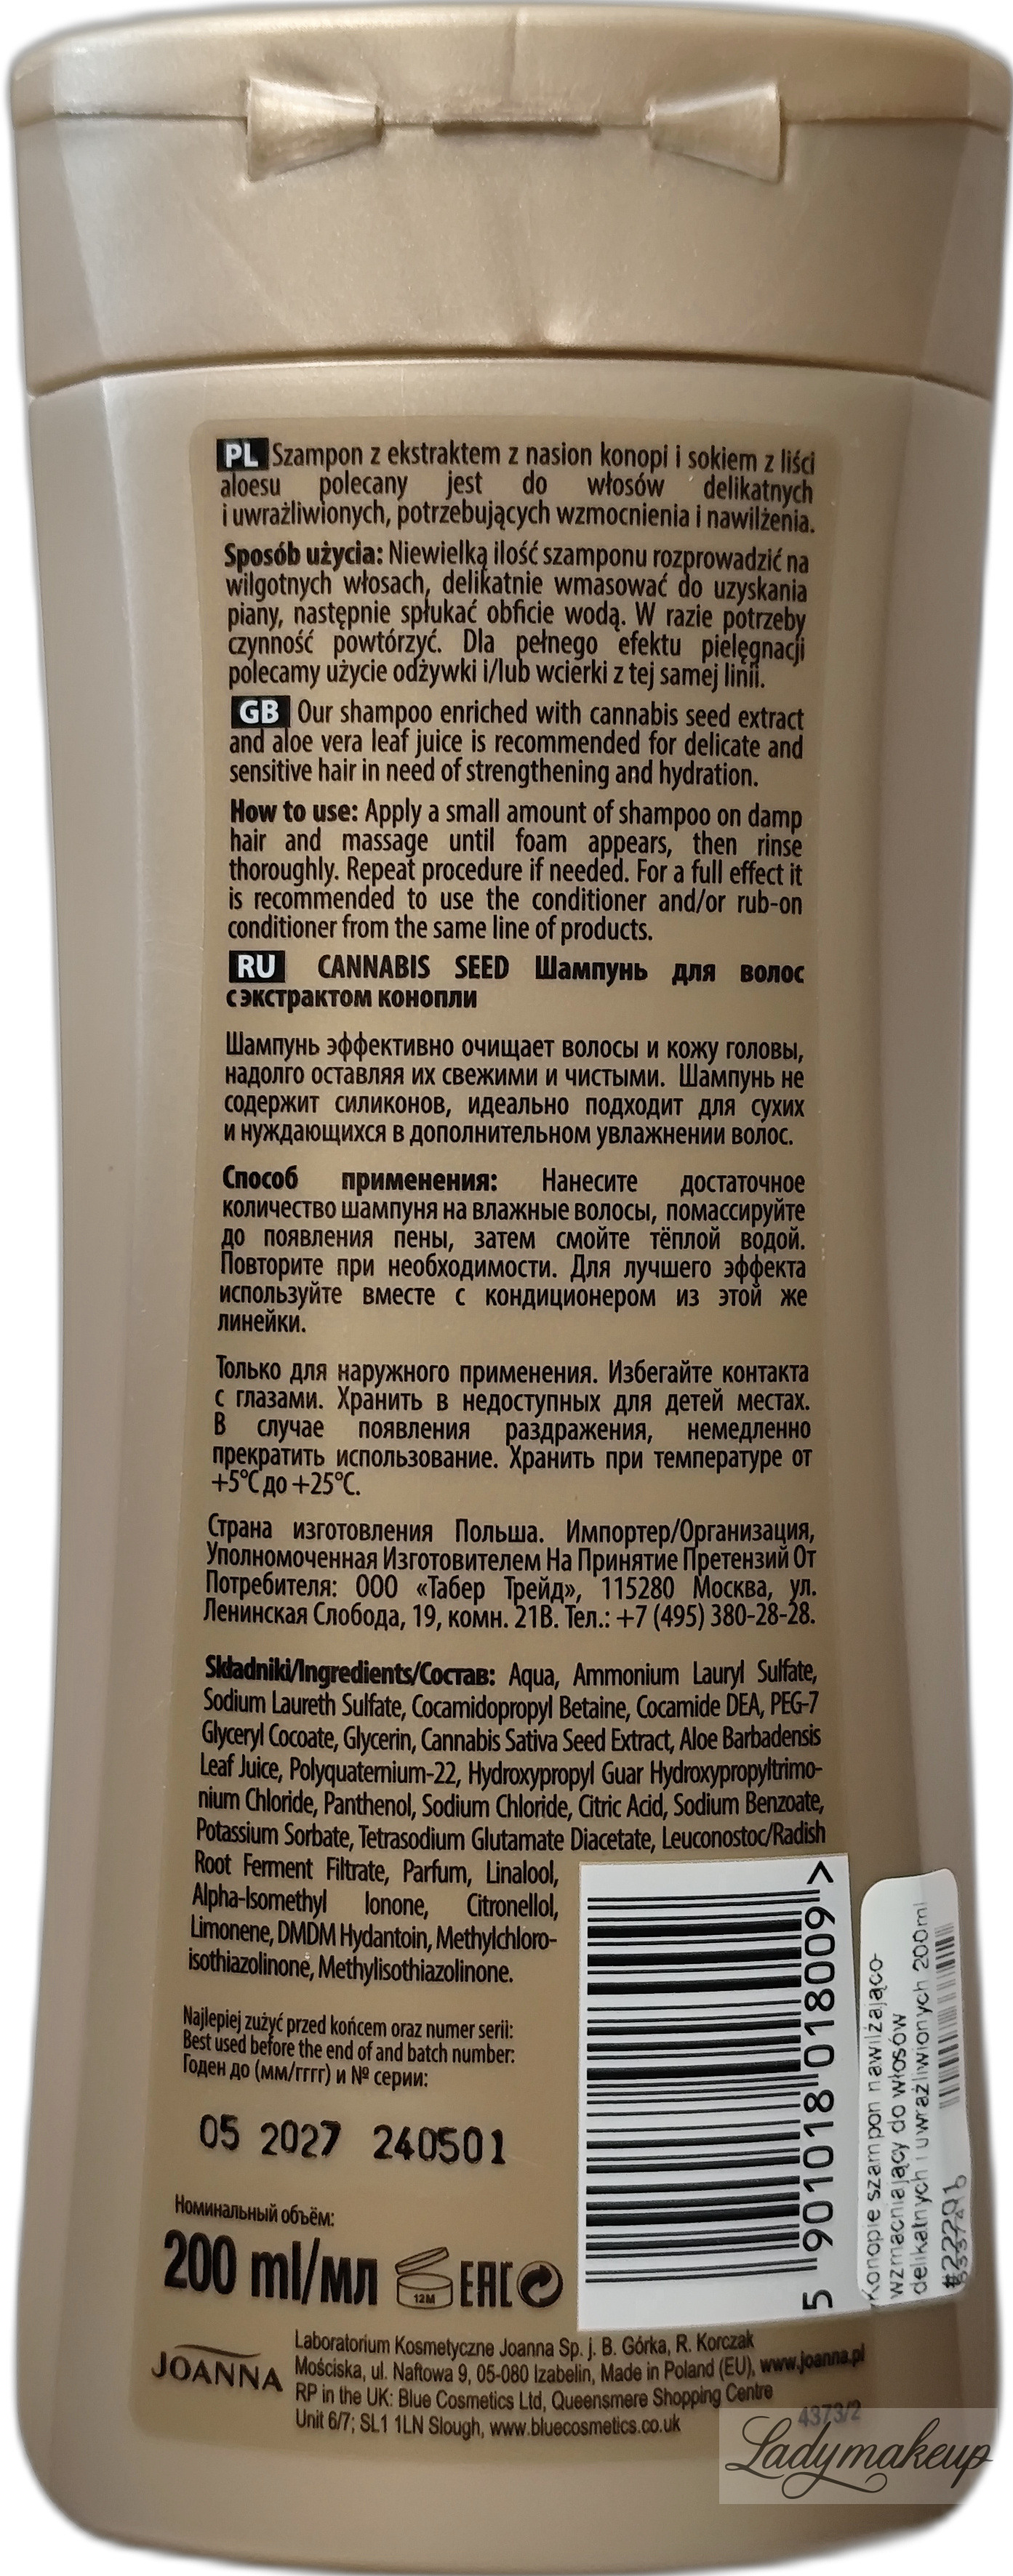 PL Szampon z ekstraktem z nasion konopi i sokiem z liści
aloesu polecany jest do włosów delikatnych
i uwrażliwionych, potrzebujących wzmocnienia i nawilżenia.
Sposób użycia: Niewielką ilość szamponu rozprowadzić na
wilgotnych włosach, delikatnie wmasować do uzyskania
piany, następnie spłukać obficie wodą. W razie potrzeby
czynność powtórzyć. Dla pełnego efektu pielęgnacji
polecamy użycie odżywki i/lub wcierki z tej samej linii.
GB Our shampoo enriched with cannabis seed extract
and aloe vera leaf juice is recommended for delicate and
sensitive hair in need of strengthening and hydration.
How to use: Apply a small amount of shampoo on damp
hair and massage until foam appears, then rinse
thoroughly. Repeat procedure if needed. For a full effect it
is recommended to use the conditioner and/or rub-on
conditioner from the same line of products.
RU CANNABIS SEED Шампунь для волос
с экстрактом конопли
Шампунь эффективно очищает волосы и кожу головы,
надолго оставляя их свежими и чистыми. Шампунь не
содержит силиконов, идеально подходит для сухих
и нуждающихся в дополнительном увлажнении волос.
Способ применения: Нанесите достаточное
количество шампуня на влажные волосы, помассируйте
до появления пены, затем смойте тёплой водой.
Повторите при необходимости. Для лучшего эффекта
используйте вместе с кондиционером из этой же
линейки.
Только для наружного применения. Избегайте контакта
с глазами. Хранить в недоступных для детей местах.
В случае появления раздражения, немедленно
прекратить использование. Хранить при температуре от
+5°C до +25°C.
Страна изготовления Польша. Импортер/Организация,
Уполномоченная Изготовителем На Принятие Претензий От
Потребителя: ООО «Табер Трейд», 115280 Москва, ул.
Ленинская Слобода, 19, комн. 21В. Тел.: +7 (495) 380-28-28.
Składniki/Ingredients/Состав: Aqua, Ammonium Lauryl Sulfate,
Sodium Laureth Sulfate, Cocamidopropyl Betaine, Cocamide DEA, PEG-7
Glyceryl Cocoate, Glycerin, Cannabis Sativa Seed Extract, Aloe Barbadensis
Leaf Juice, Polyquaternium-22, Hydroxypropyl Guar Hydroxypropyltrimo-
nium Chloride, Panthenol, Sodium Chloride, Citric Acid, Sodium Benzoate,
Potassium Sorbate, Tetrasodium Glutamate Diacetate, Leuconostoc/Radish
Root Ferment Filtrate, Parfum, Linalool,
Alpha-Isomethyl Ionone, Citronellol,
Limonene, DMDM Hydantoin, Methylchloro-
isothiazolinone, Methylisothiazolinone.
Najlepiej zużyć przed końcem oraz numer serii:
Best used before the end of and batch number:
Годен до (мм/гггг) и № серии:
05 2027 240501
Номинальный объём:
200 ml/мл 12M EAC
5 901018 018009 >
Konopie szampon nawilżająco-
wzmacniający do włosów
delikatnych i uwrażliwionych 200ml
#22201
JOANNA
Laboratorium Kosmetyczne Joanna Sp. j. B. Górka, R. Korczak
Mościska, ul. Naftowa 9, 05-080 Izabelin, Made in Poland (EU), www.joanna.pl
RP in the UK: Blue Cosmetics Ltd, Queensmere Shopping Centre
Unit 6/7; SL1 1LN Slough, www.bluecosmetics.co.uk
4373/2
Ladymakeup